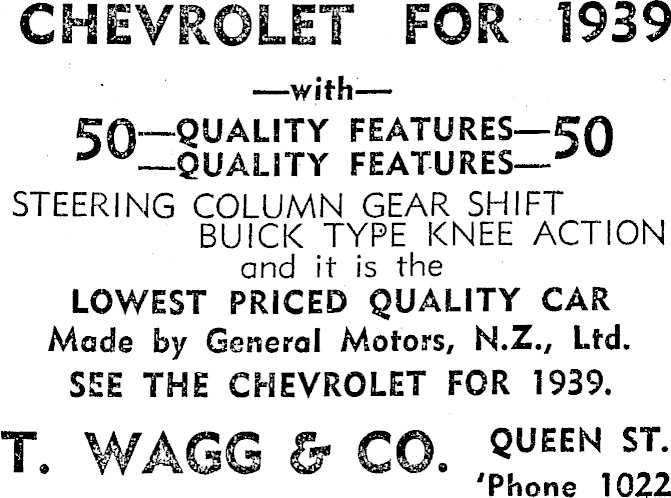 CHEVROLET FOR 1939
—with—
50—QUALITY FEATURES—50
—QUALITY FEATURES—
STEERING COLUMN GEAR SHIFT
BUICK TYPE KNEE ACTION
and it is the
LOWEST PRICED QUALITY CAR
Made by General Motors, N.Z., Ltd.
SEE THE CHEVROLET FOR 1939.
T. WAGG & CO. QUEEN ST.
'Phone 1022